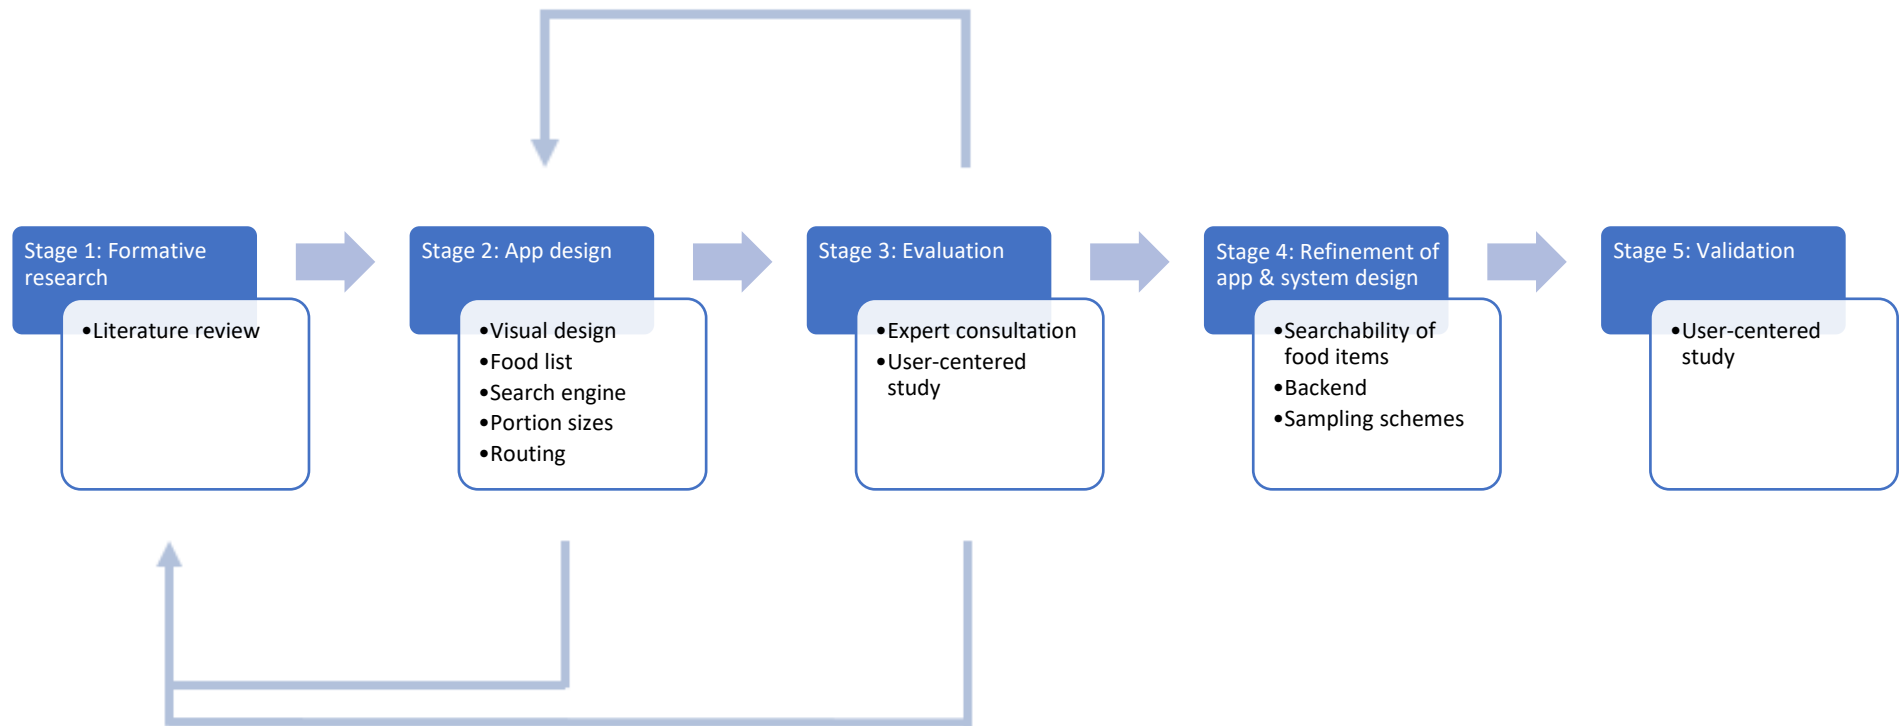 Stage 1: Formative
research
•Literature review
Stage 2: App design
•Visual design
•Food list
•Search engine
•Portion sizes
•Routing
Stage 3: Evaluation
•Expert consultation
•User-centered
study
Stage 4: Refinement of
app & system design
•Searchability of
food items
•Backend
•Sampling schemes
Stage 5: Validation
•User-centered
study